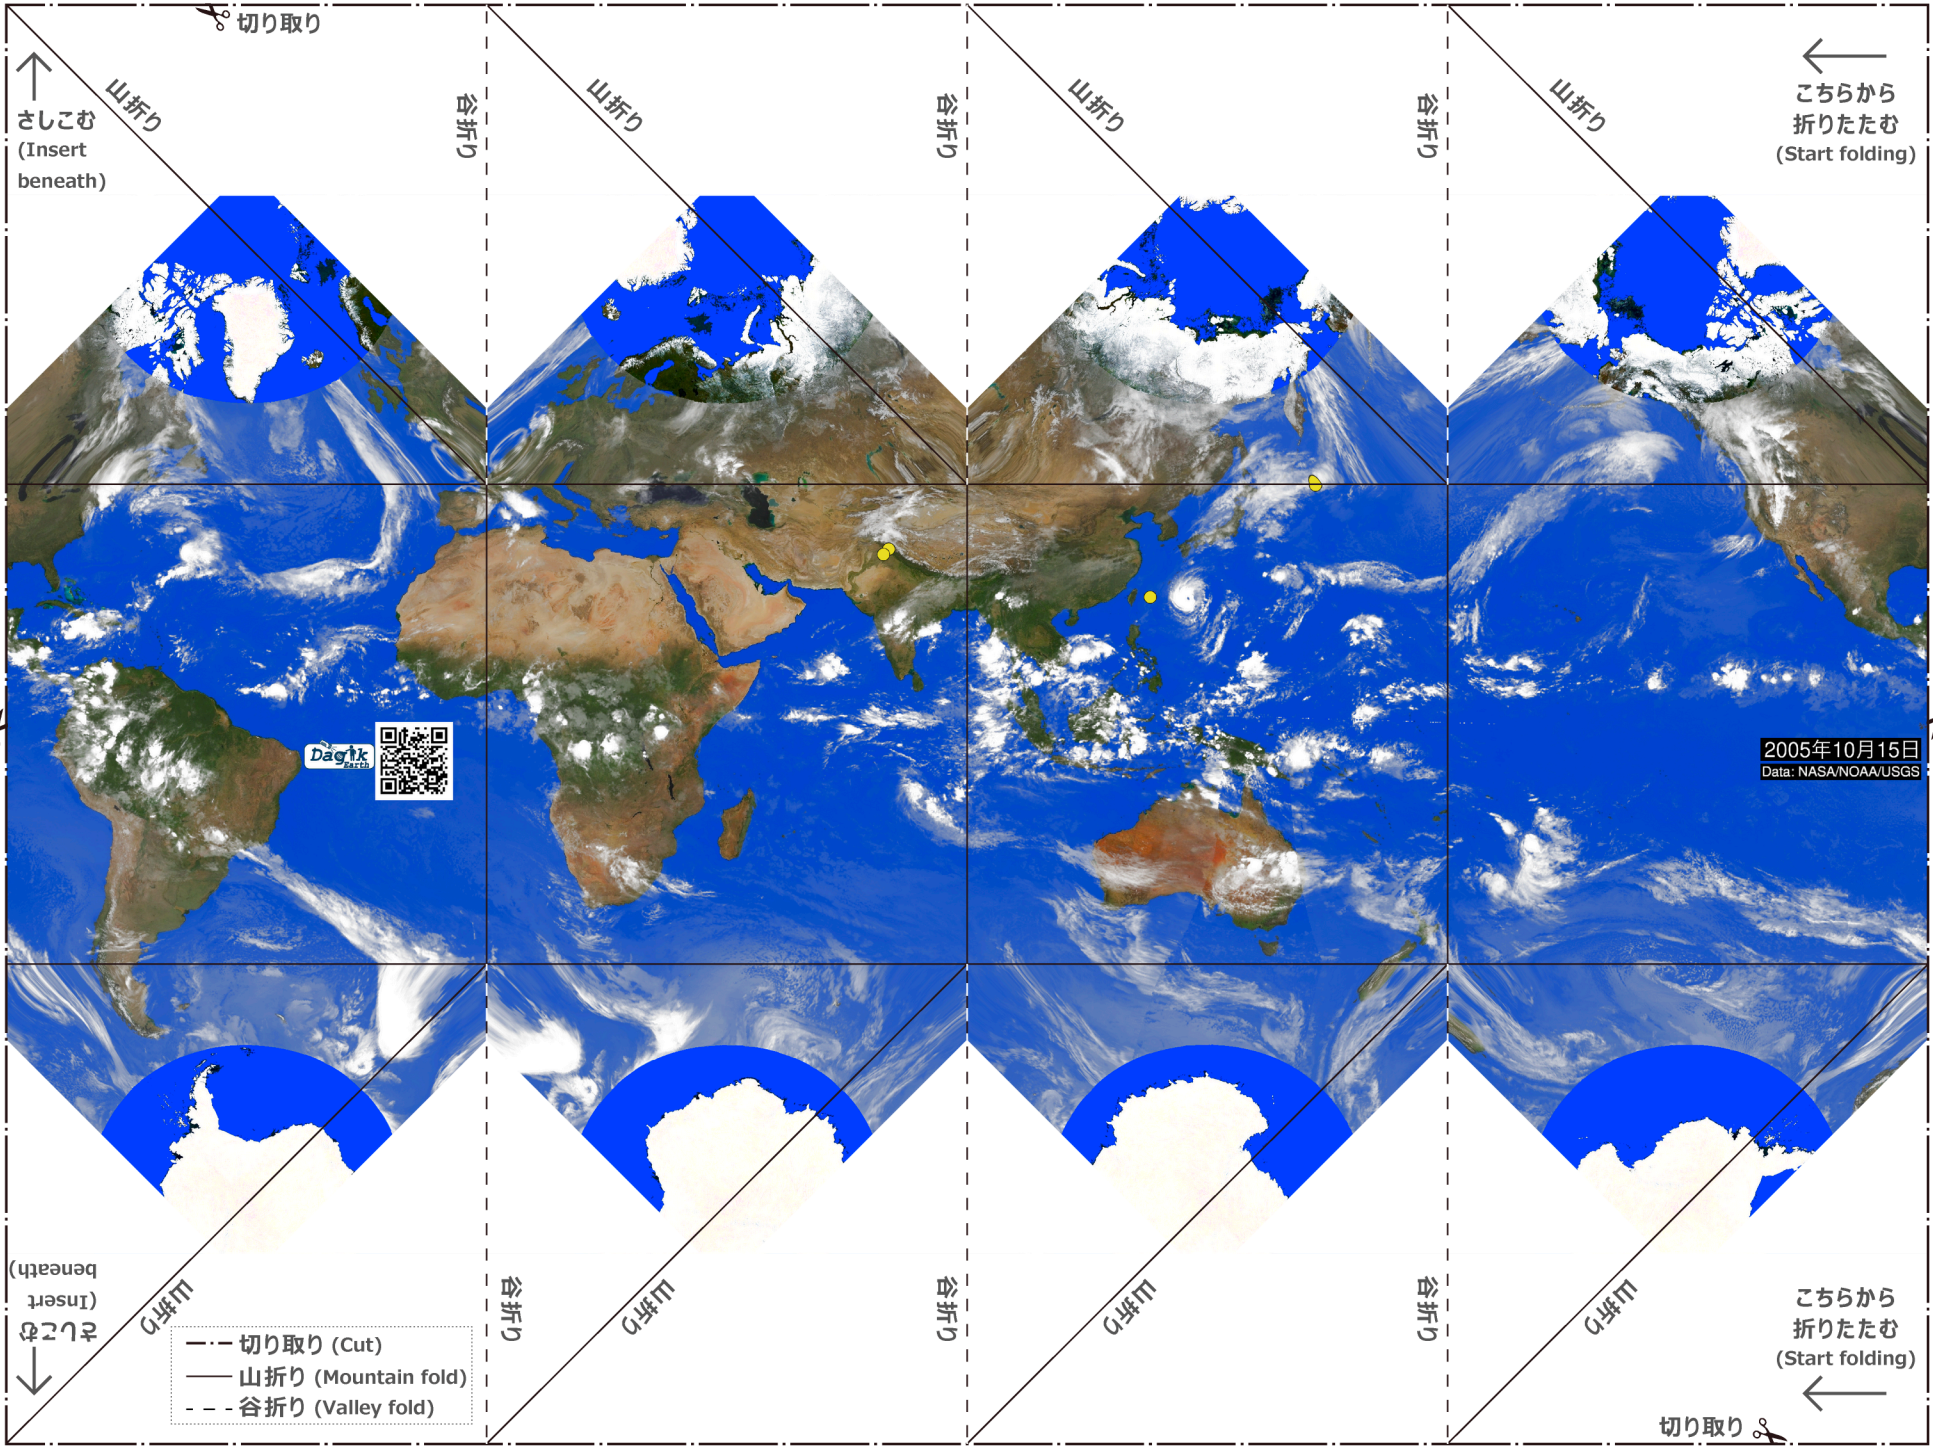 切り取り
山折り
谷折り
山折り
谷折り
山折り
谷折り
山折り
さしこむ
(Insert
beneath)
こちらから
折りたたむ
(Start folding)
Dagik
Earth
2005年10月15日
Data: NASA/NOAA/USGS
さしこむ
(Insert
beneath)
山折り
谷折り
山折り
谷折り
山折り
谷折り
山折り
切り取り (Cut)
山折り (Mountain fold)
谷折り (Valley fold)
こちらから
折りたたむ
(Start folding)
切り取り